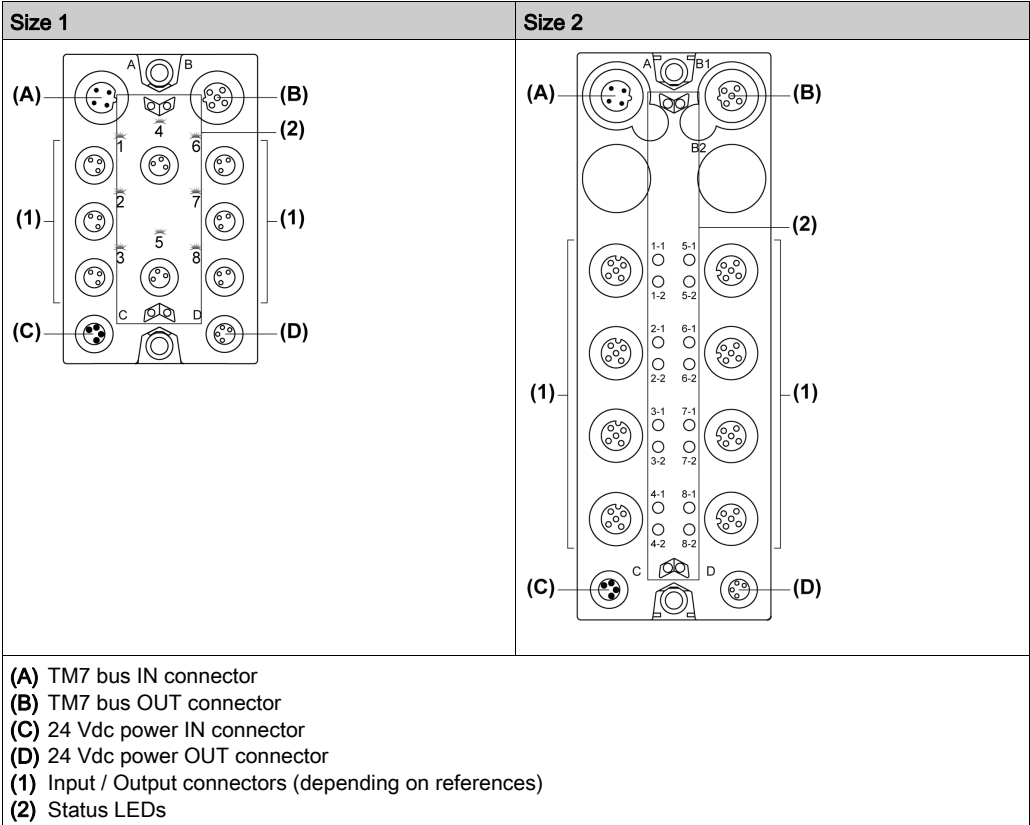 Size 1
Size 2
A B
(A) (B)
4 (2)
1 6
2 7
(1) (1)
5
3 8
C D
(C) (D)
A B1
(A) (B)
B2
(2)
1-1 5-1
1-2 5-2
2-1 6-1
2-2 6-2
(1) (1)
3-1 7-1
3-2 7-2
4-1 8-1
4-2 8-2
C D
(C) (D)
(A) TM7 bus IN connector
(B) TM7 bus OUT connector
(C) 24 Vdc power IN connector
(D) 24 Vdc power OUT connector
(1) Input / Output connectors (depending on references)
(2) Status LEDs